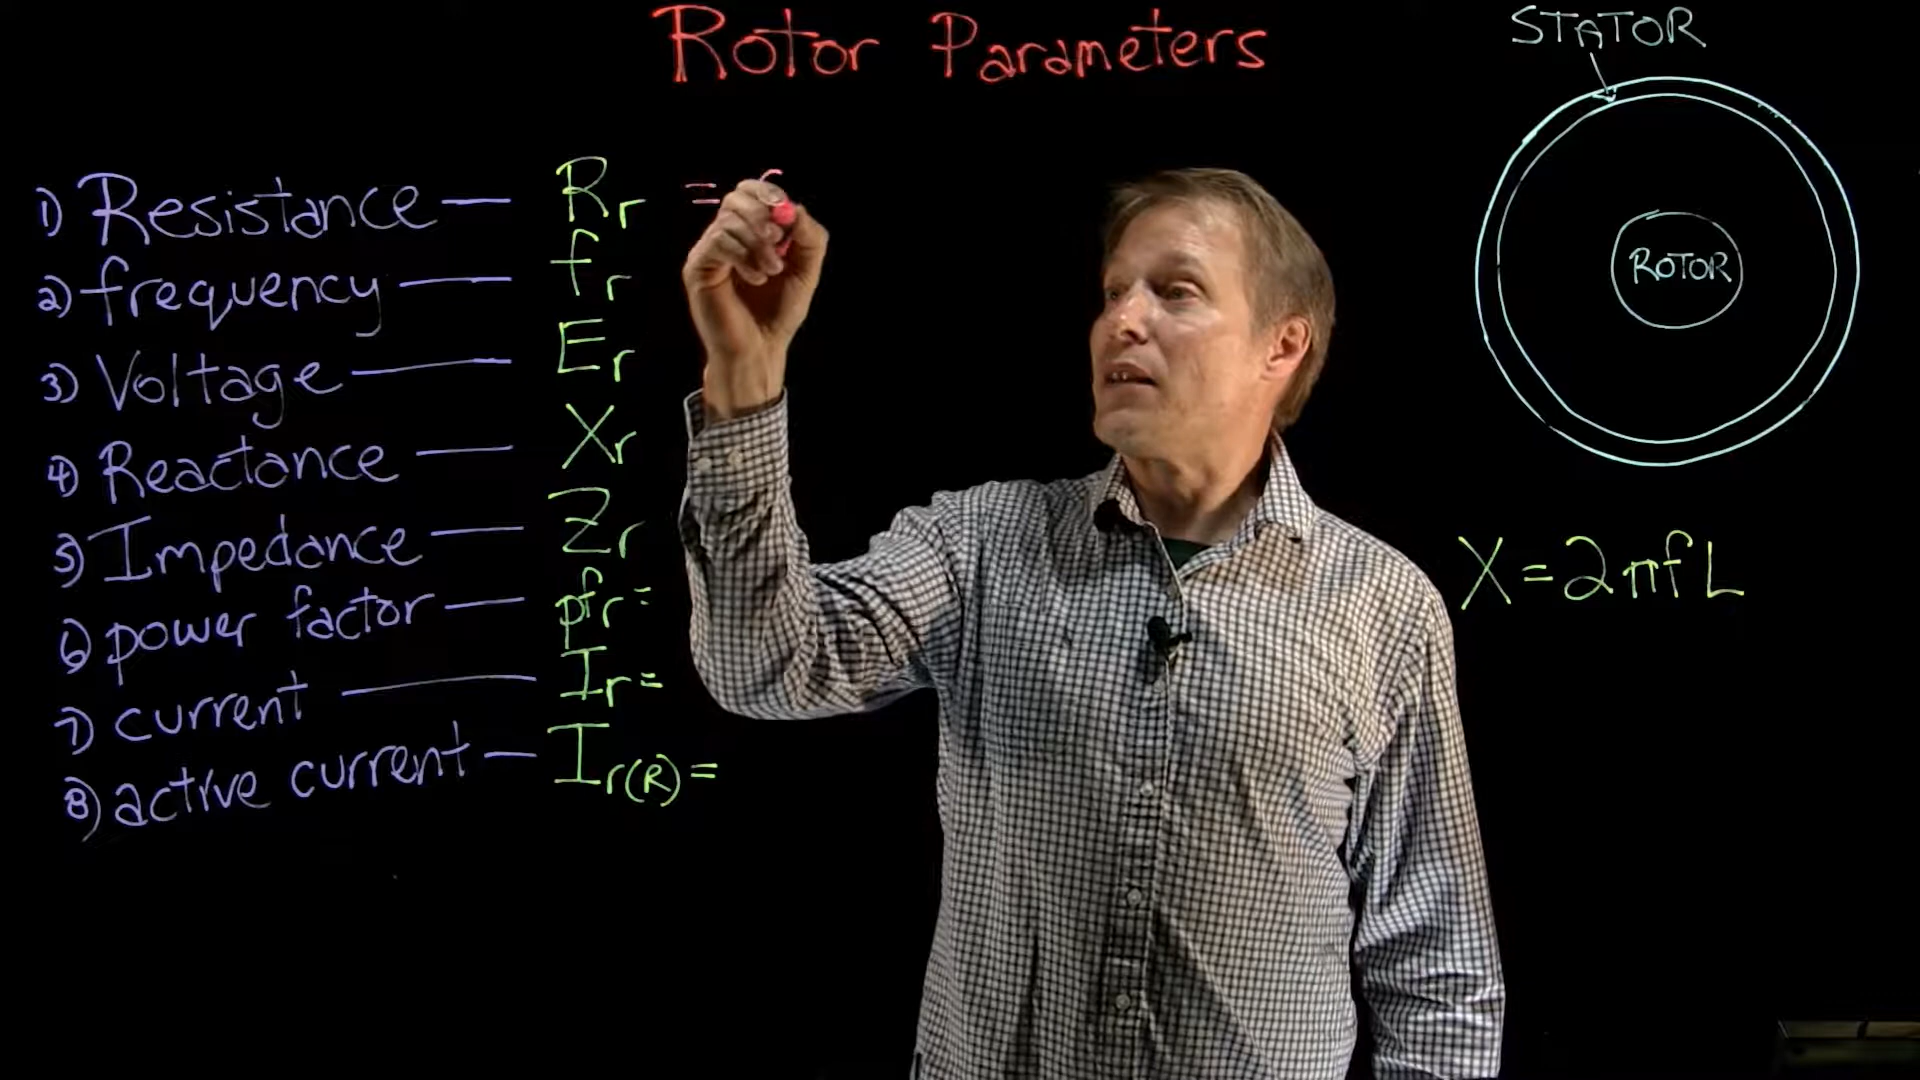 Rotor Parameters
STATOR
ROTOR
1) Resistance — Rr =
2) frequency — fr
3) Voltage — Er
4) Reactance — Xr
5) Impedance — Zr
6) power factor — pfr=
7) current — Ir=
8) active current — Ir(R)=
X=2πfL